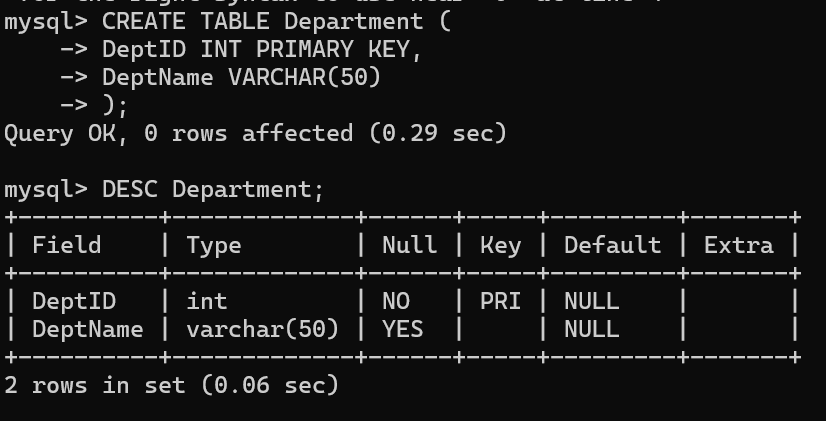 mysql> CREATE TABLE Department (
    -> DeptID INT PRIMARY KEY,
    -> DeptName VARCHAR(50)
    -> );
Query OK, 0 rows affected (0.29 sec)

mysql> DESC Department;
+----------+-------------+------+-----+---------+-------+
| Field    | Type        | Null | Key | Default | Extra |
+----------+-------------+------+-----+---------+-------+
| DeptID   | int         | NO   | PRI | NULL    |       |
| DeptName | varchar(50) | YES  |     | NULL    |       |
+----------+-------------+------+-----+---------+-------+
2 rows in set (0.06 sec)